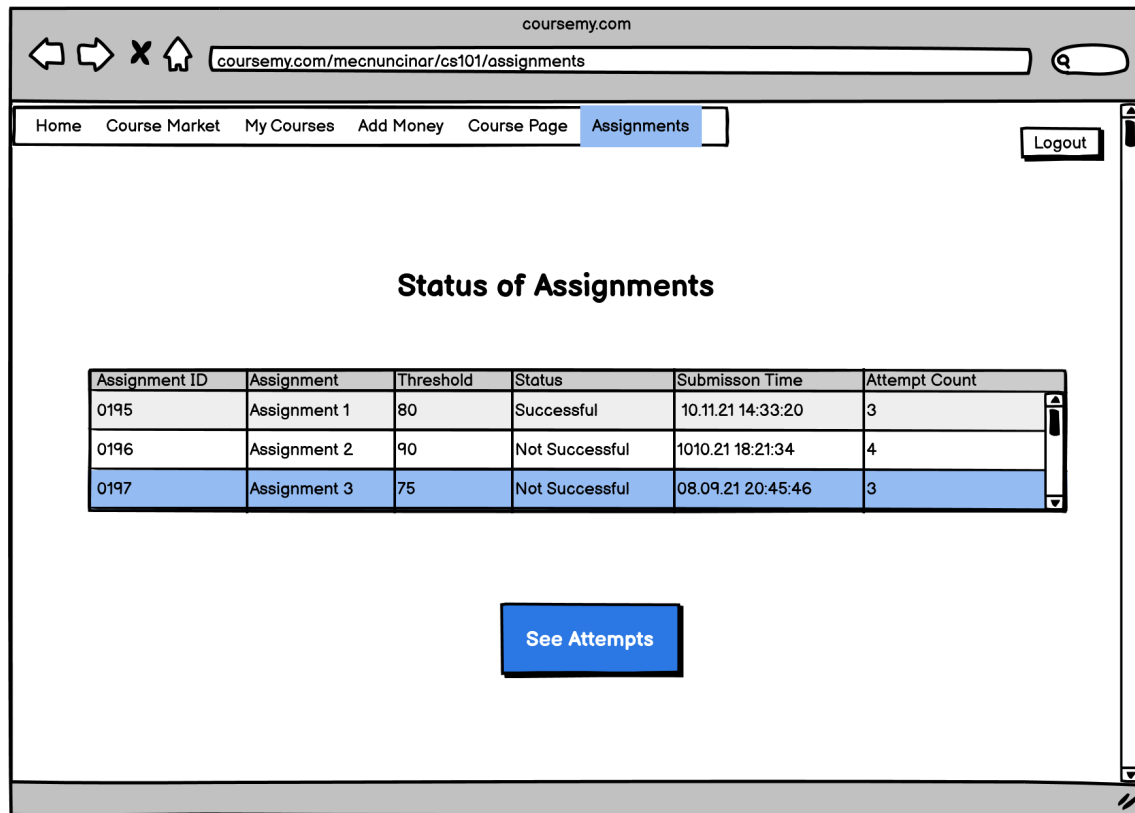 coursemy.com
coursemy.com/mecnuncinar/cs101/assignments
Home Course Market My Courses Add Money Course Page Assignments
Logout
Status of Assignments
Assignment ID Assignment Threshold Status Submisson Time Attempt Count
0195 Assignment 1 80 Successful 10.11.21 14:33:20 3
0196 Assignment 2 90 Not Successful 1010.21 18:21:34 4
0197 Assignment 3 75 Not Successful 08.09.21 20:45:46 3
See Attempts